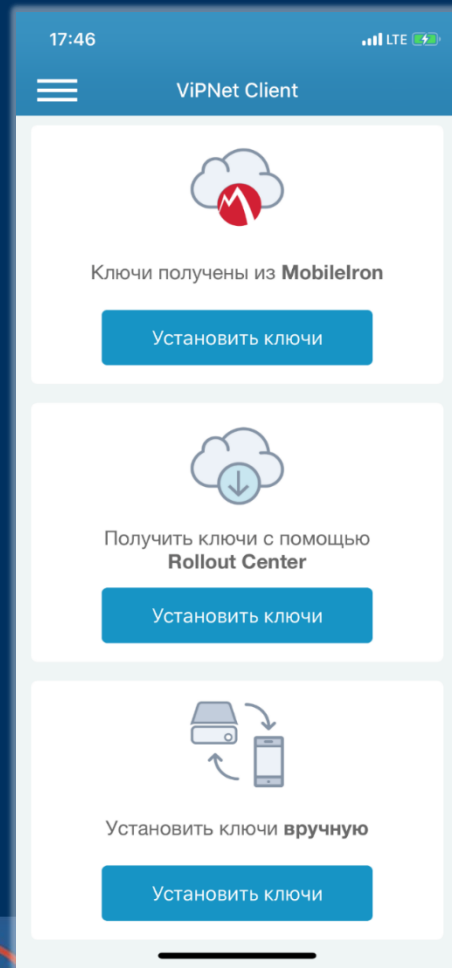 17:46
LTE
ViPNet Client
Ключи получены из MobileIron
Установить ключи
Получить ключи с помощью
Rollout Center
Установить ключи
Установить ключи вручную
Установить ключи